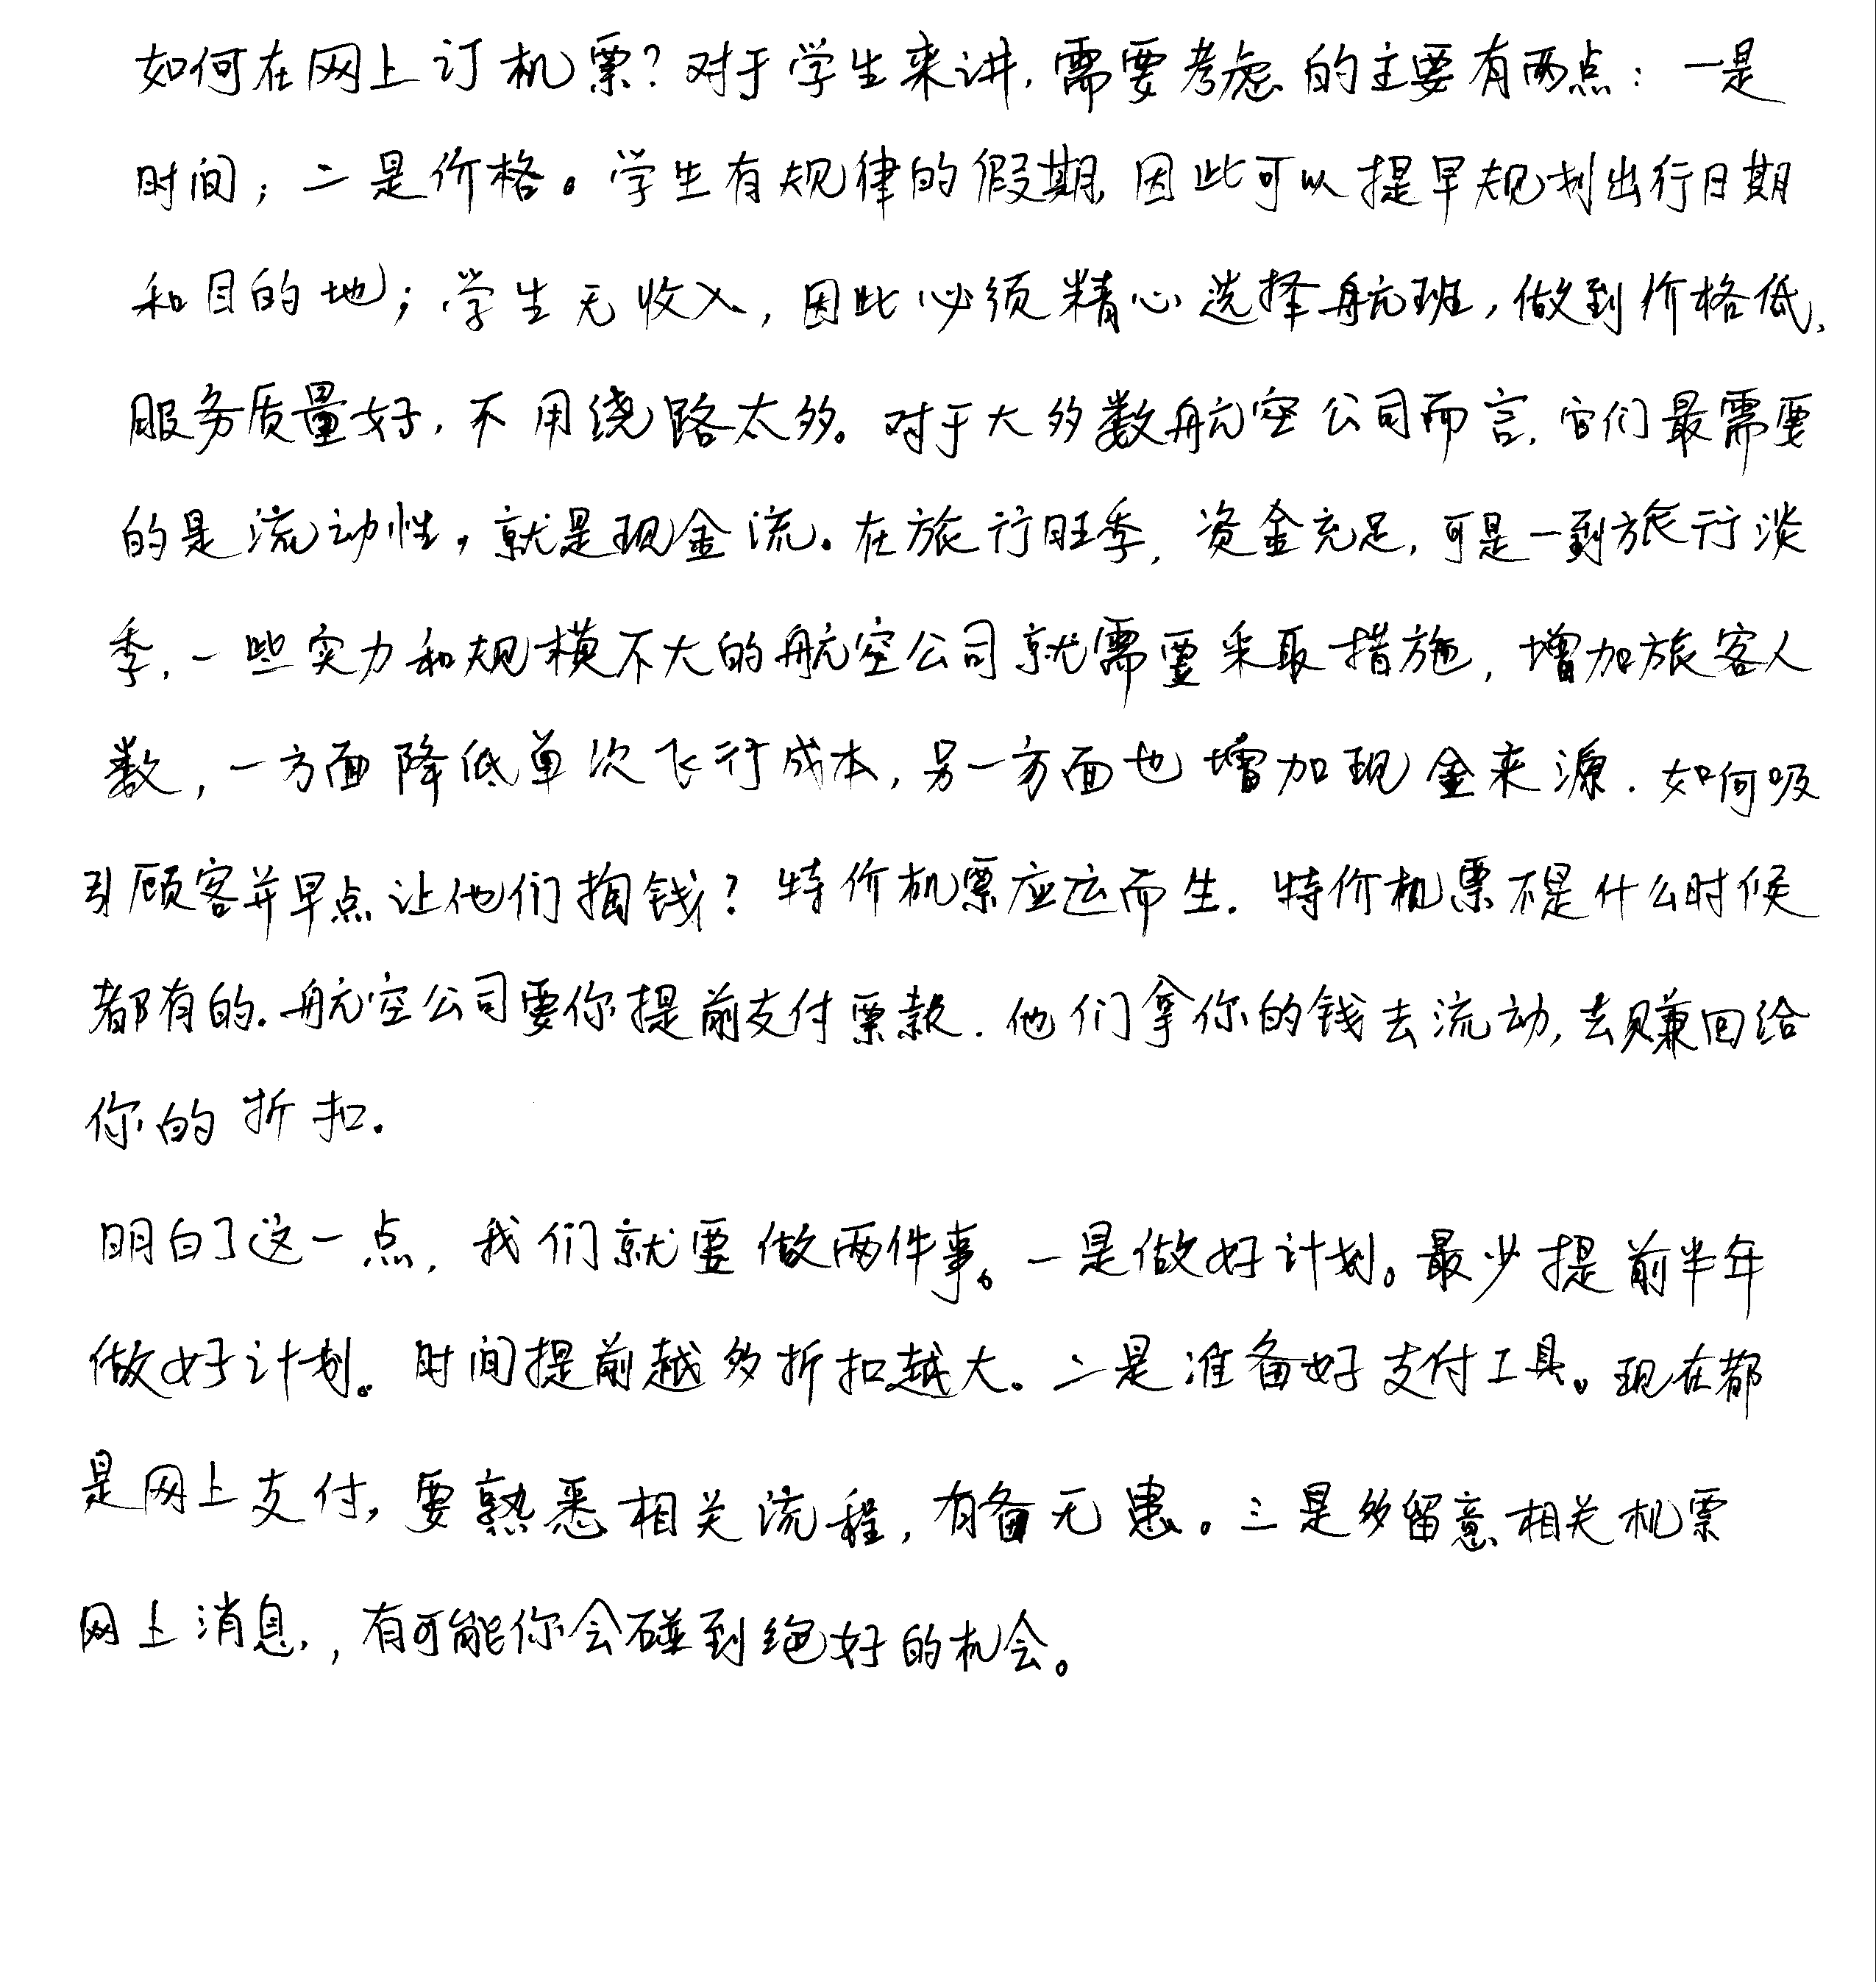 如何在网上订机票？对于学生来讲，需要考虑的主要有两点：一是
时间；二是价格。学生有规律的假期，因此可以提早规划出行日期
和目的地；学生无收入，因此必须精心选择航班，做到价格低、
服务质量好，不用绕路太多。对于大多数航空公司而言，它们最需要
的是流动性，就是现金流。在旅行旺季，资金充足，可是一到旅行淡
季，一些实力和规模不大的航空公司就需要采取措施，增加旅客人
数，一方面降低单次飞行成本，另一方面也增加现金来源．如何吸
引顾客并早点让他们掏钱？特价机票应运而生．特价机票不是什么时候
都有的．航空公司要你提前支付票款．他们拿你的钱去流动，去赚回给
你的折扣．
明白了这一点，我们就要做两件事。一是做好计划。最少提前半年
做好计划。时间提前越多折扣越大。二是准备好支付工具。现在都
是网上支付，要熟悉相关流程，有备无患。三是多留意相关机票
网上消息，，有可能你会碰到绝好的机会。